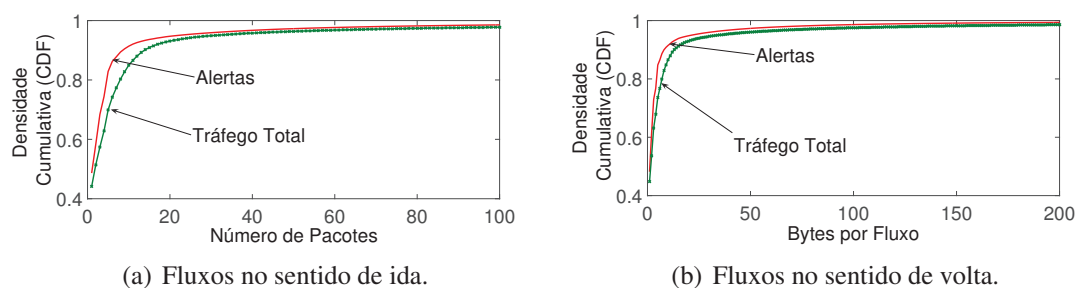 Densidade
Cumulativa (CDF)
1
0.8
0.6
0.4
Alertas
Tráfego Total
0 20 40 60 80 100
Número de Pacotes
(a) Fluxos no sentido de ida.
Densidade
Cumulativa (CDF)
1
0.8
0.6
0.4
Alertas
Tráfego Total
0 50 100 150 200
Bytes por Fluxo
(b) Fluxos no sentido de volta.